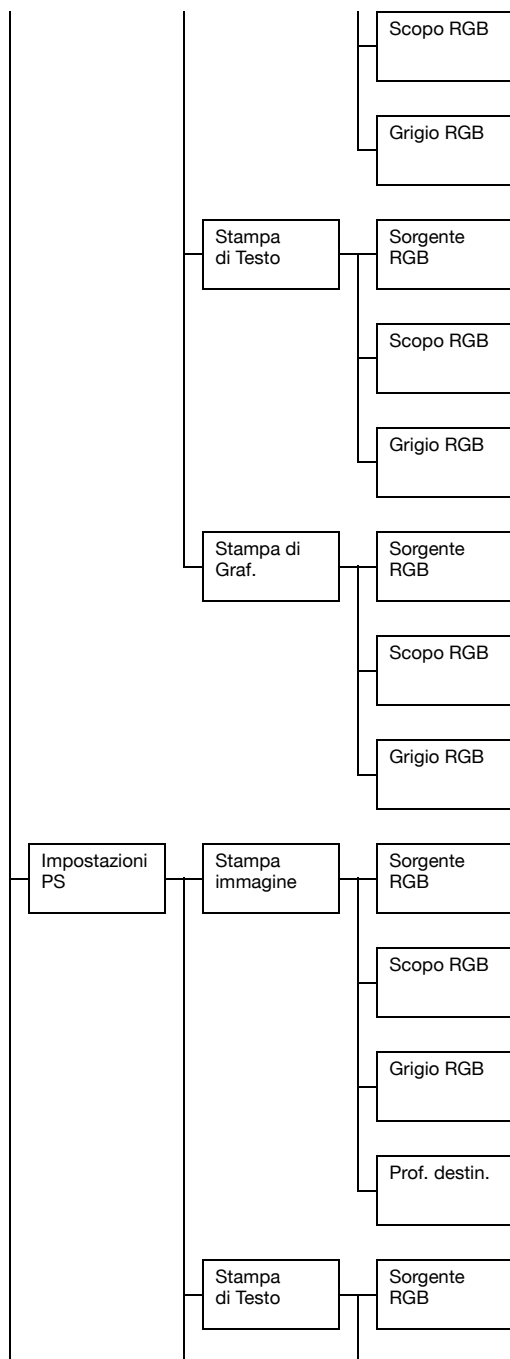 Scopo RGB
Grigio RGB
Stampa
di Testo
Sorgente
RGB
Scopo RGB
Grigio RGB
Stampa di
Graf.
Sorgente
RGB
Scopo RGB
Grigio RGB
Impostazioni
PS
Stampa
immagine
Sorgente
RGB
Scopo RGB
Grigio RGB
Prof. destin.
Stampa
di Testo
Sorgente
RGB